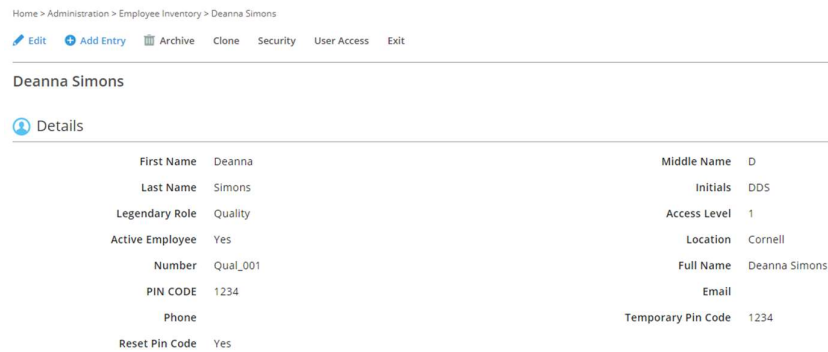 Home > Administration > Employee Inventory > Deanna Simons
Edit Add Entry Archive Clone Security User Access Exit
Deanna Simons
Details
First Name Deanna Middle Name D
Last Name Simons Initials DDS
Legendary Role Quality Access Level 1
Active Employee Yes Location Cornell
Number Qual_001 Full Name Deanna Simons
PIN CODE 1234 Email
Phone Temporary Pin Code 1234
Reset Pin Code Yes